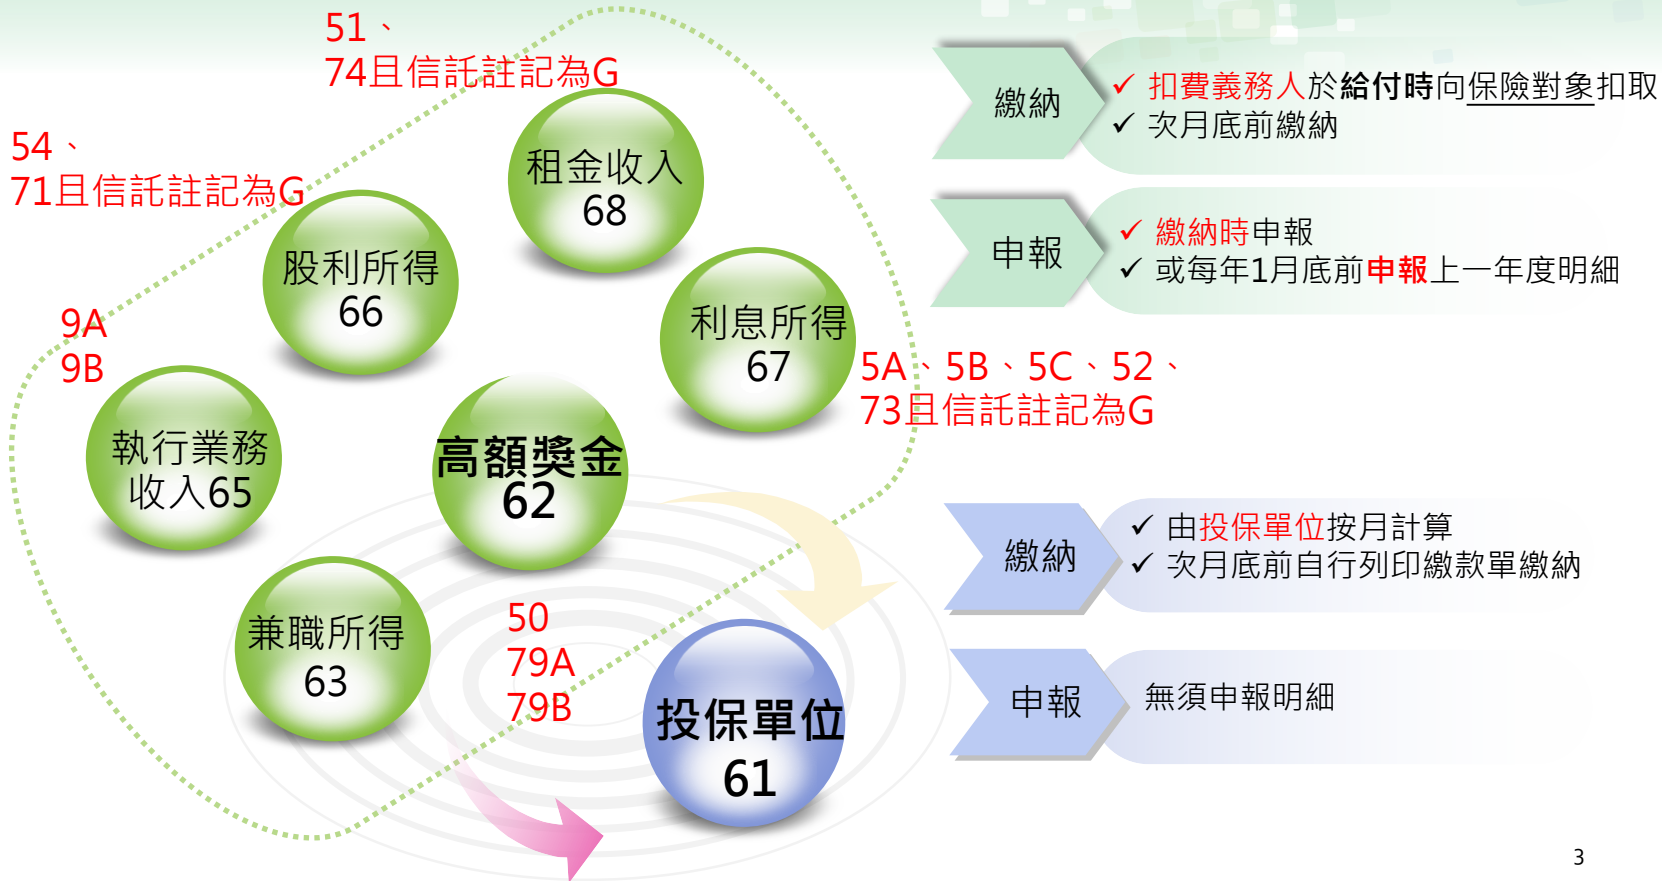 51、
74且信託註記為G
54、
71且信託註記為G
租金收入
68
股利所得
66
9A
9B
利息所得
67
5A、5B、5C、52、
73且信託註記為G
執行業務
收入65
高額獎金
62
兼職所得
63
50
79A
79B
投保單位
61
繳納
✓ 扣費義務人於給付時向保險對象扣取
✓ 次月底前繳納
申報
✓ 繳納時申報
✓ 或每年1月底前申報上一年度明細
繳納
✓ 由投保單位按月計算
✓ 次月底前自行列印繳款單繳納
申報
無須申報明細
3